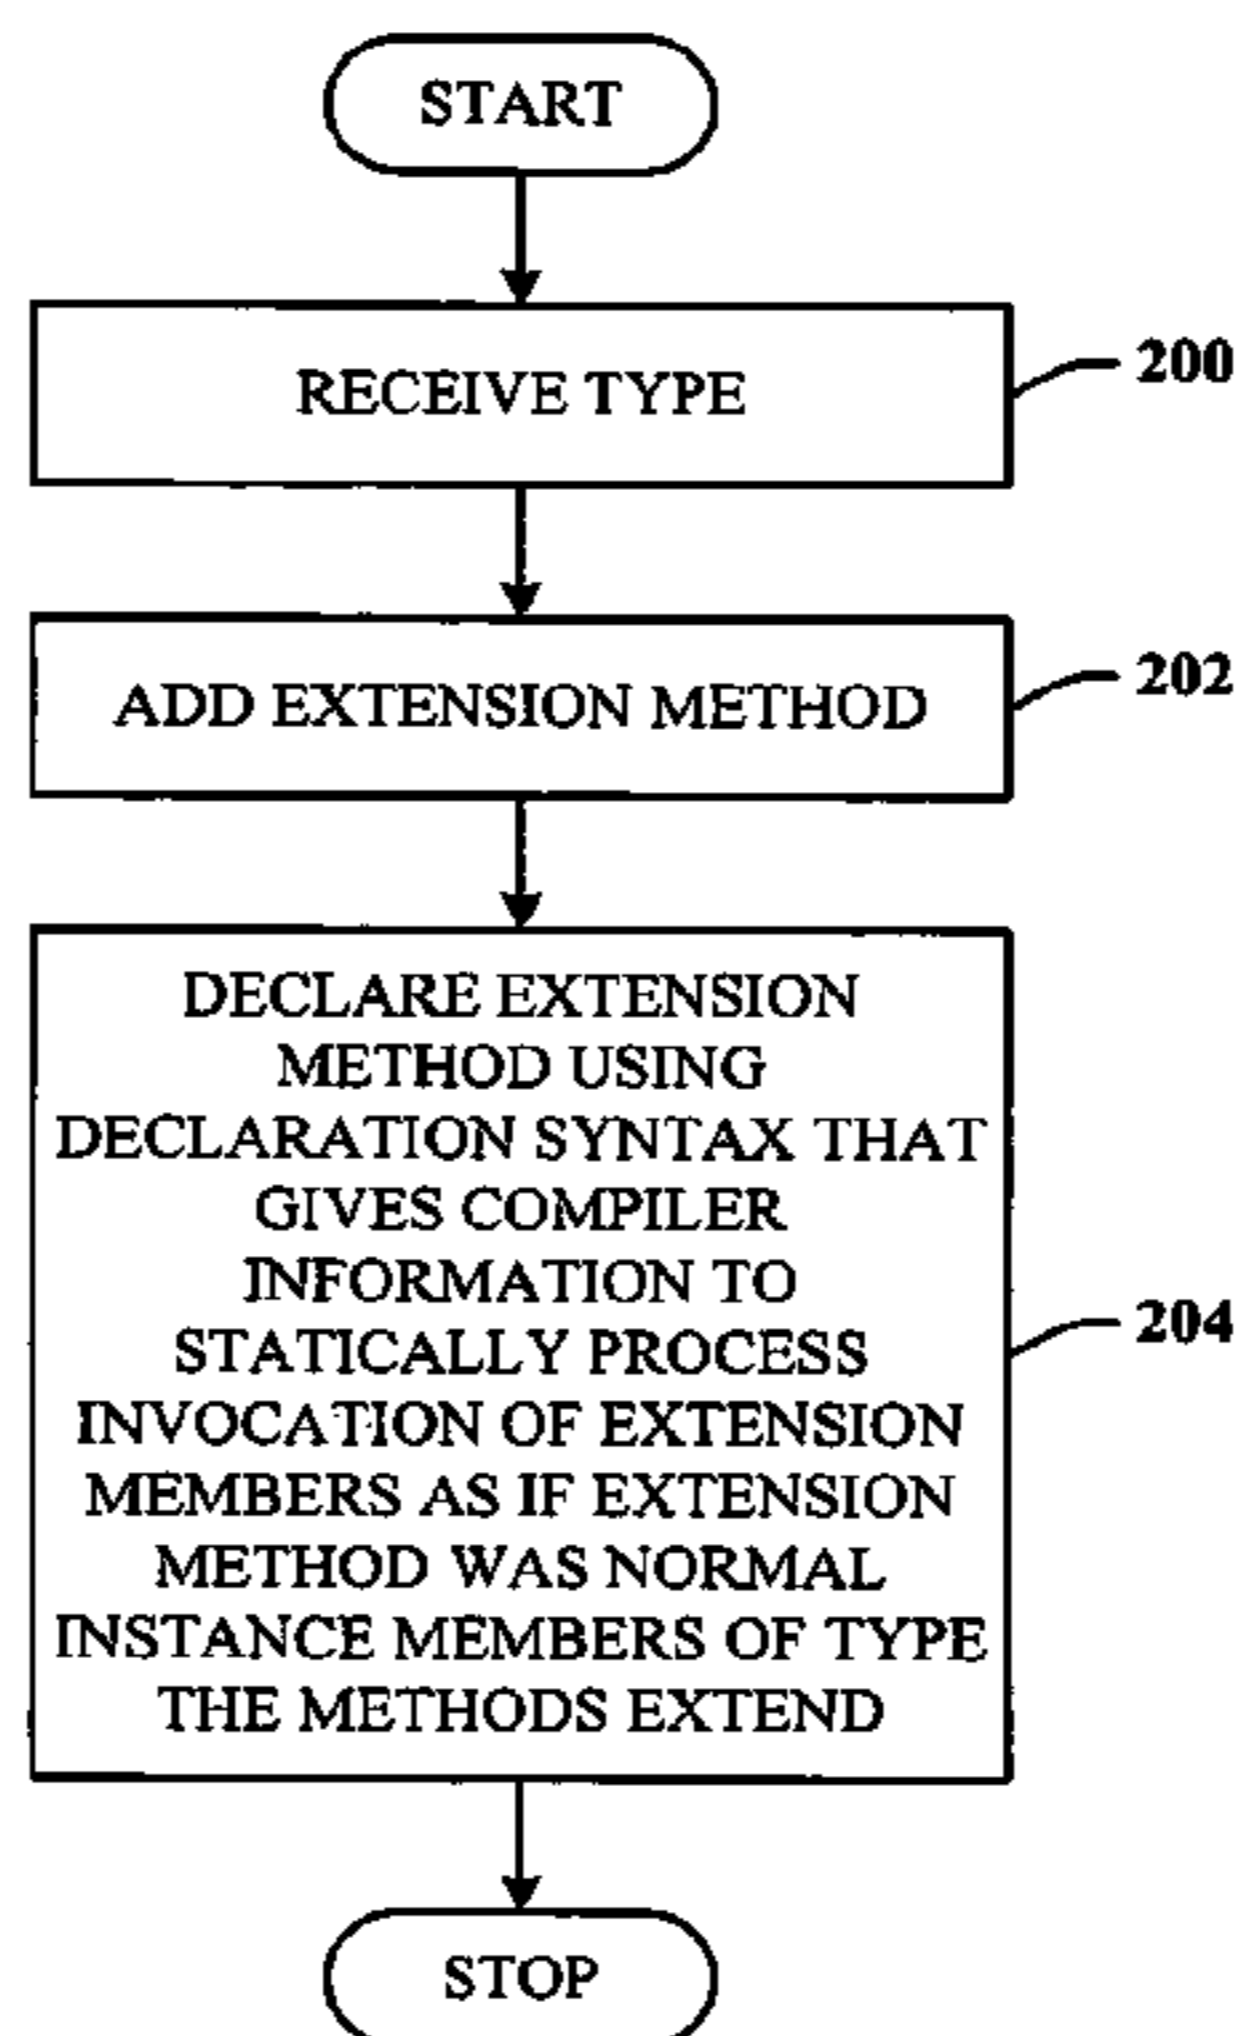 START
RECEIVE TYPE
200
ADD EXTENSION METHOD
202
DECLARE EXTENSION
METHOD USING
DECLARATION SYNTAX THAT
GIVES COMPILER
INFORMATION TO
STATICALLY PROCESS
INVOCATION OF EXTENSION
MEMBERS AS IF EXTENSION
METHOD WAS NORMAL
INSTANCE MEMBERS OF TYPE
THE METHODS EXTEND
204
STOP